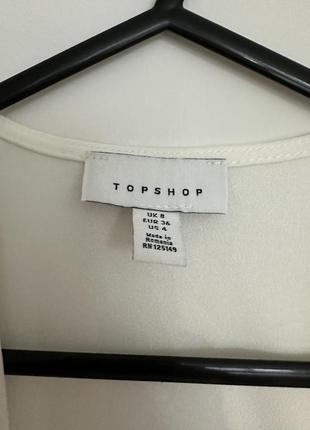 TOPSHOP
UK 8
EUR 36
US 4
Made in
Romania
RN 125149